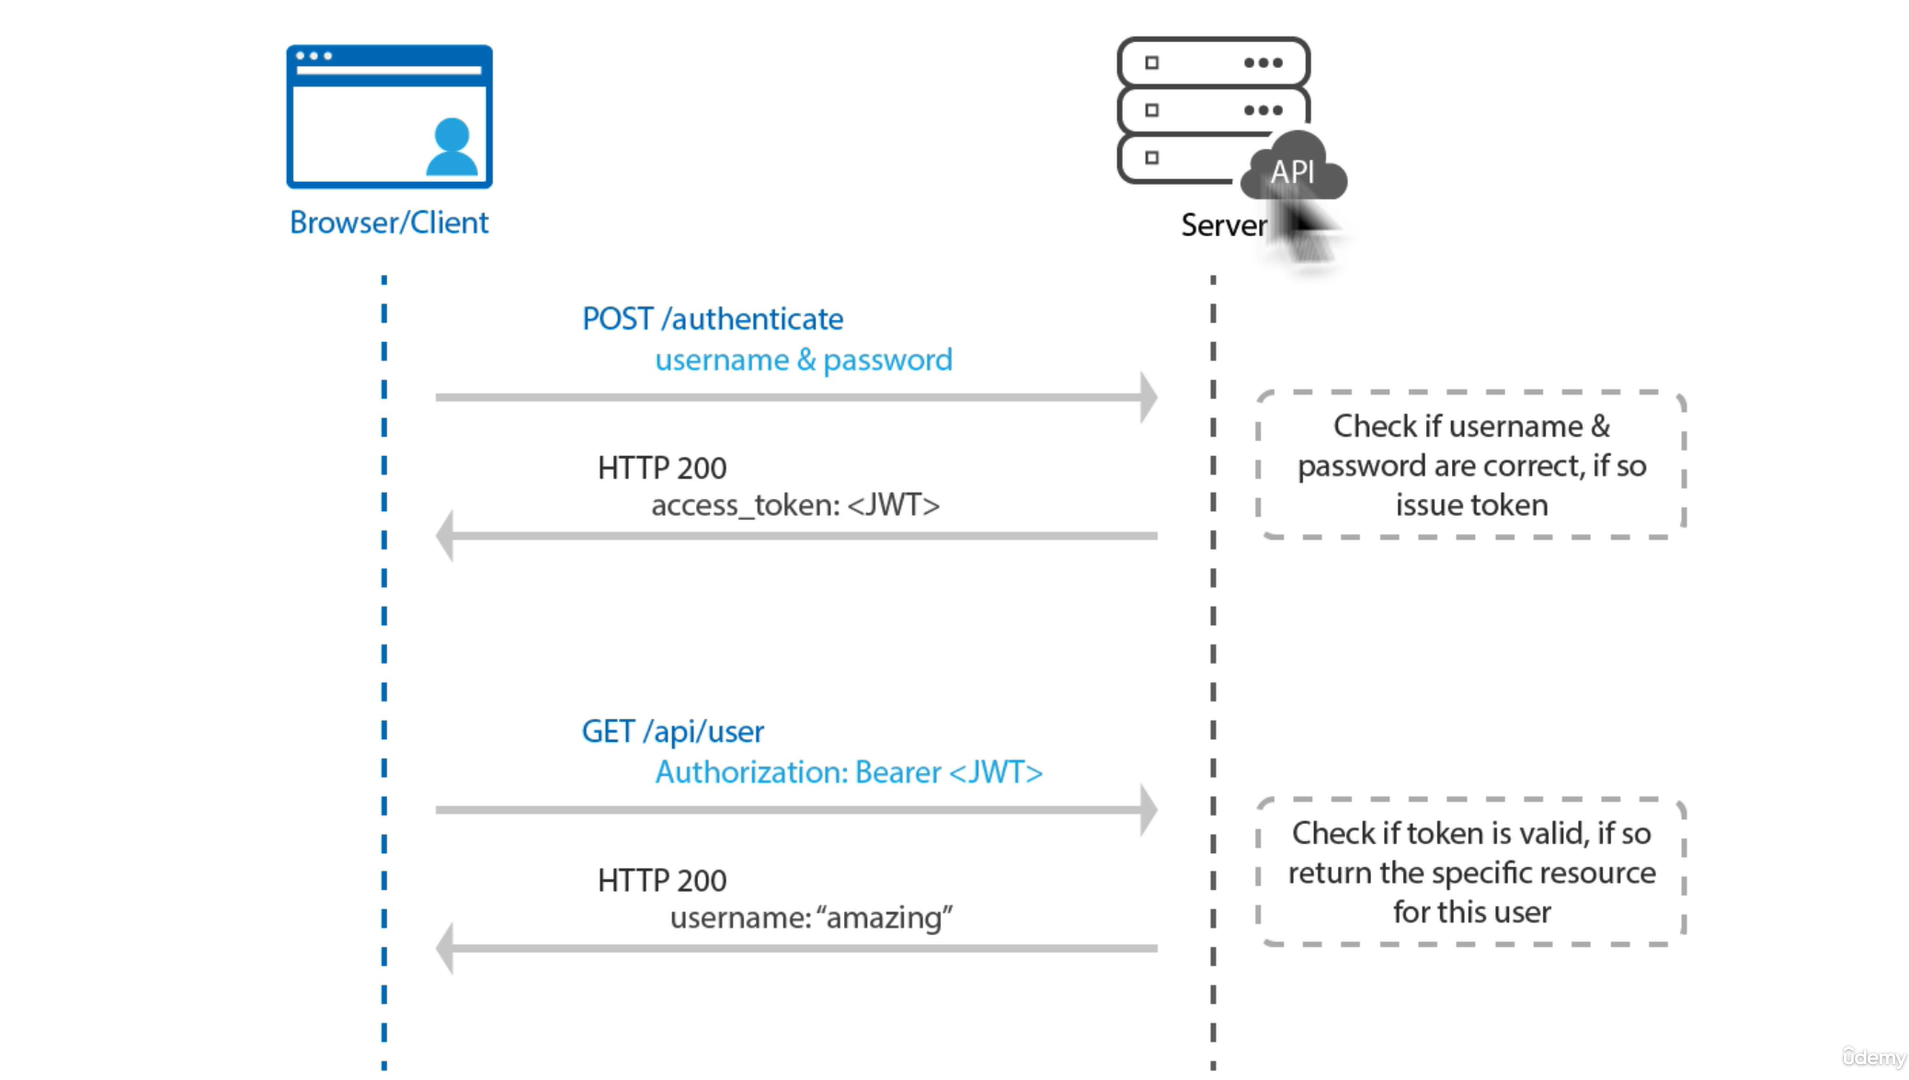 API
Browser/Client
Server
POST /authenticate
username & password
Check if username &
password are correct, if so
issue token
HTTP 200
access_token: <JWT>
GET /api/user
Authorization: Bearer <JWT>
Check if token is valid, if so
return the specific resource
for this user
HTTP 200
username: “amazing”
ûdemy